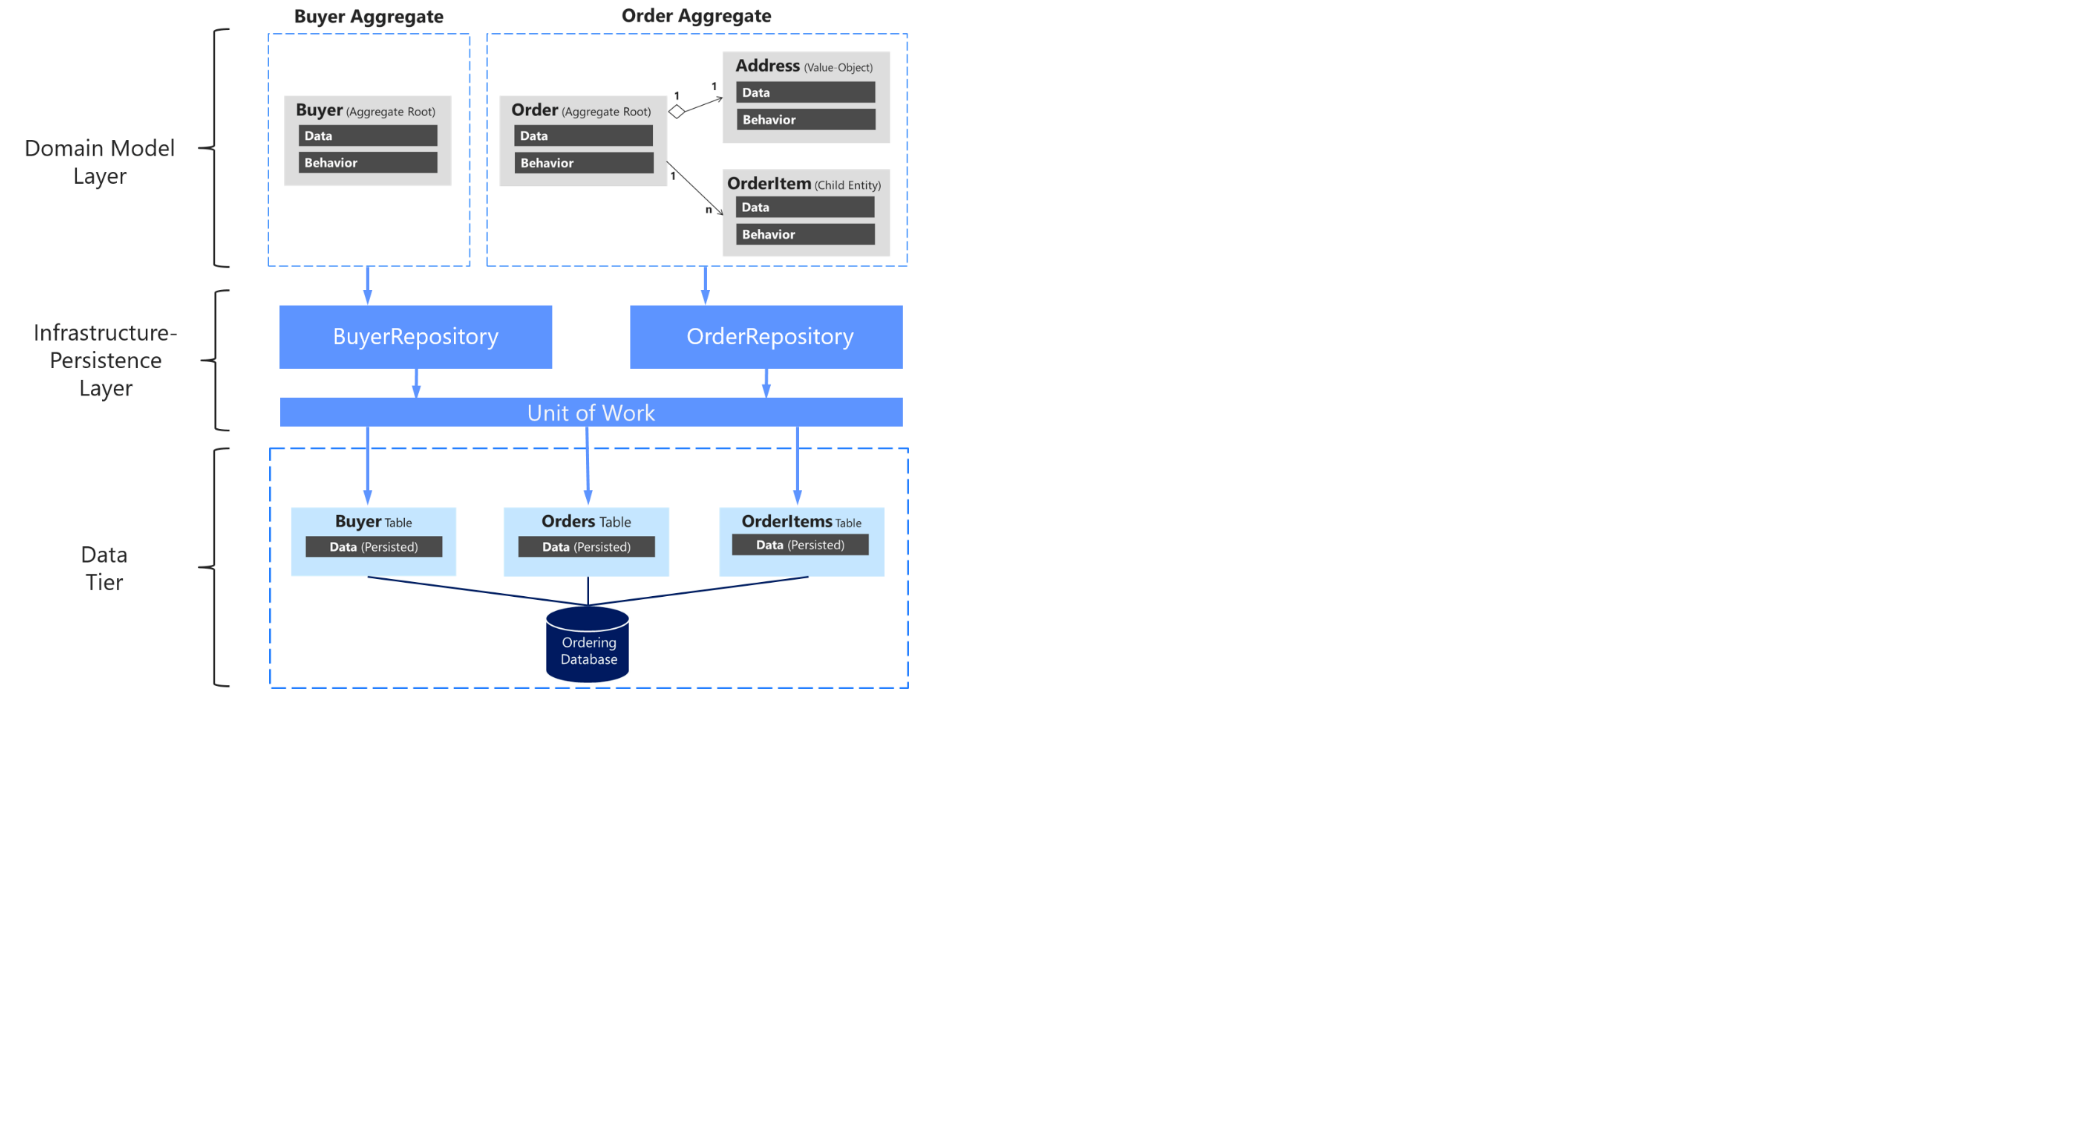 Buyer Aggregate
Order Aggregate
Domain Model
Layer
Buyer (Aggregate Root)
Data
Behavior
Order (Aggregate Root)
Data
Behavior
1
1
1
n
Address (Value-Object)
Data
Behavior
OrderItem (Child Entity)
Data
Behavior
Infrastructure-
Persistence
Layer
BuyerRepository
OrderRepository
Unit of Work
Data
Tier
Buyer Table
Data (Persisted)
Orders Table
Data (Persisted)
OrderItems Table
Data (Persisted)
Ordering
Database